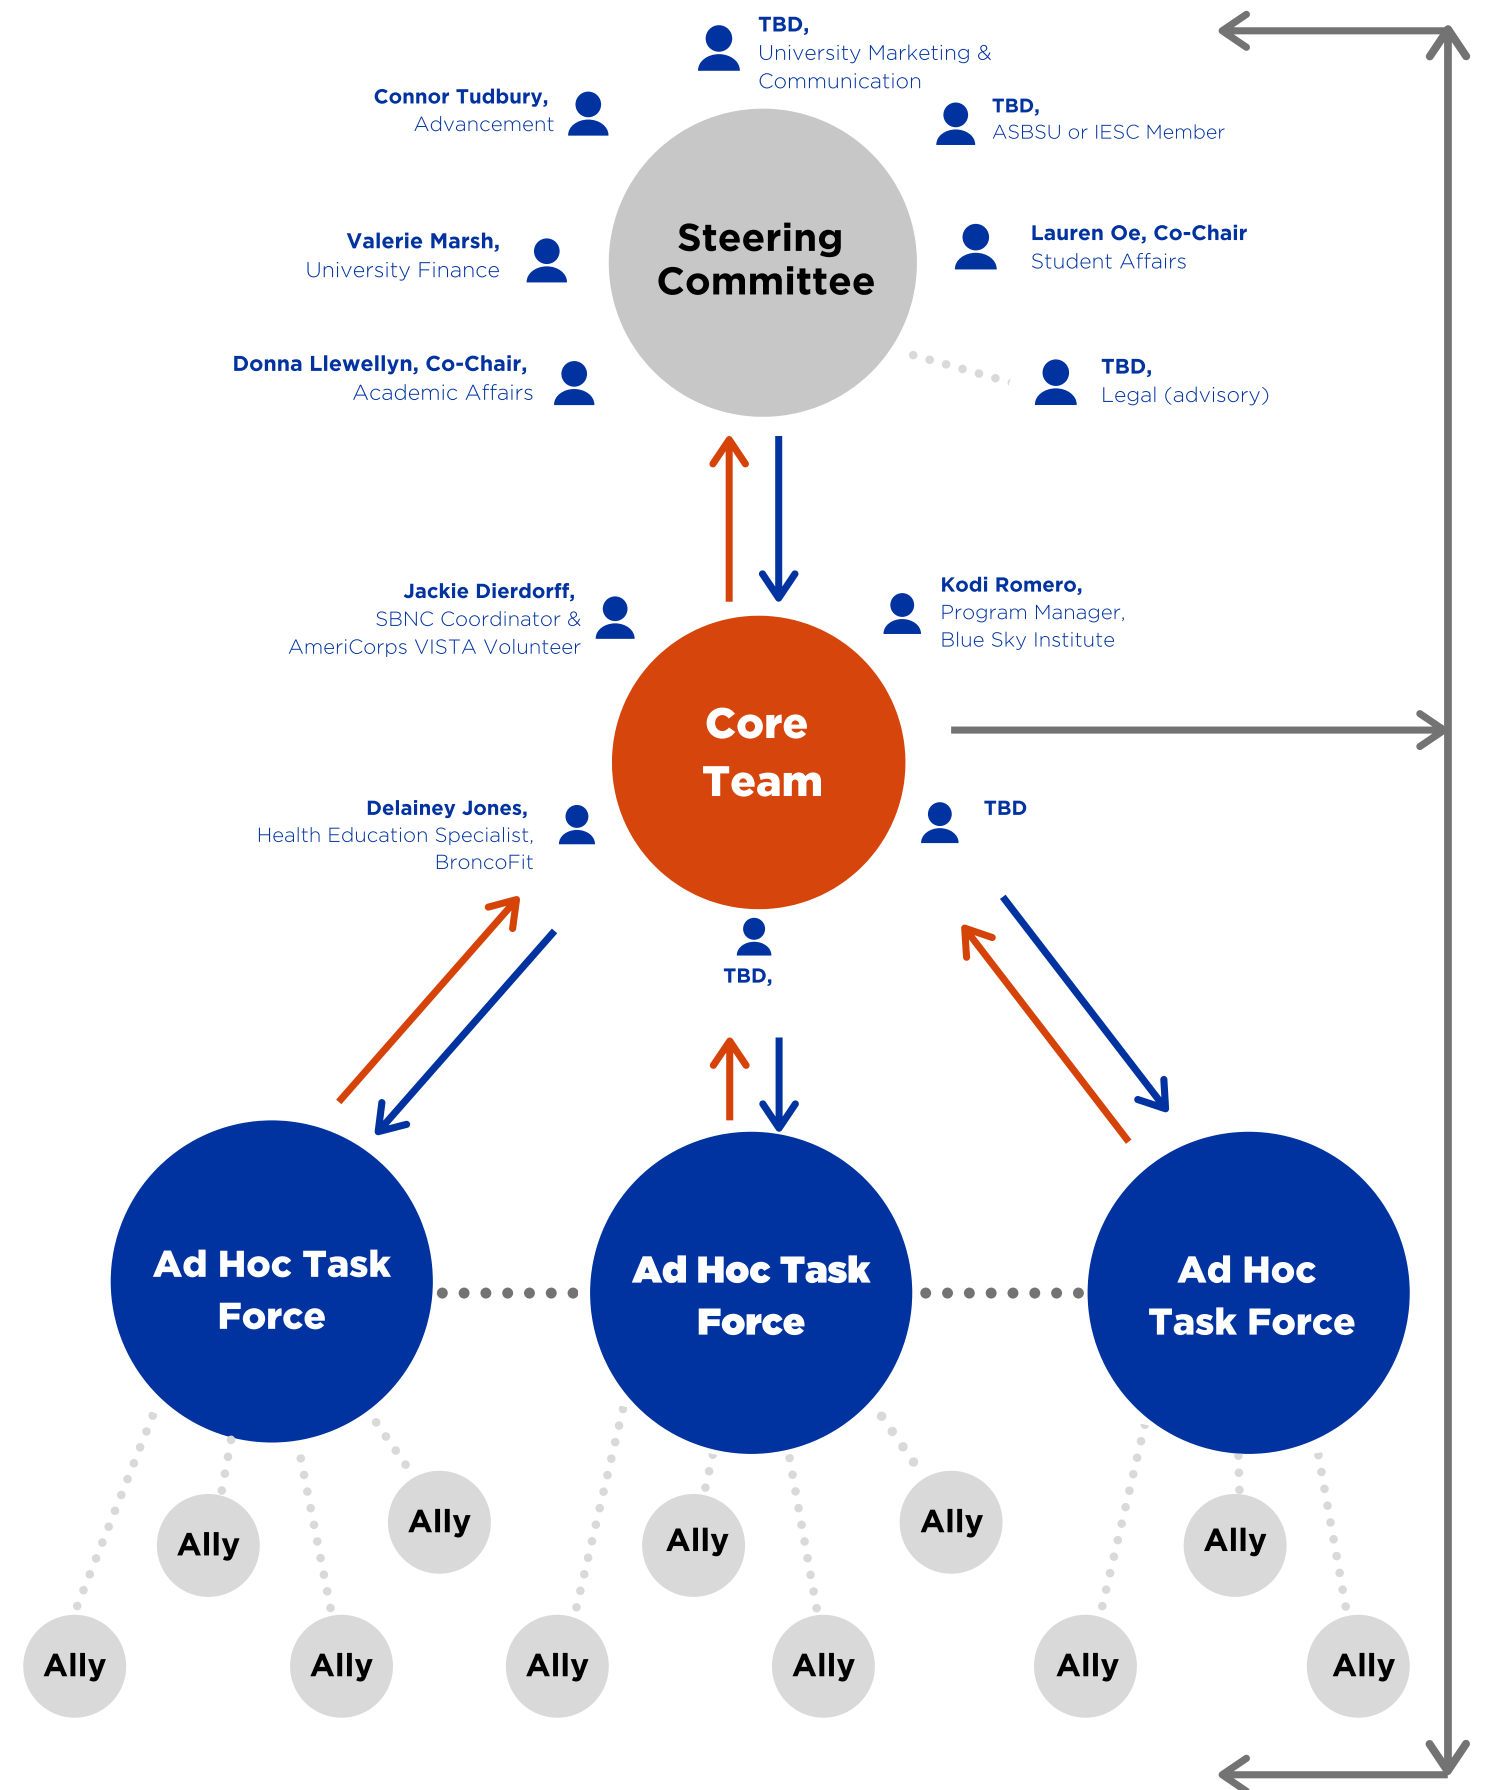 TBD,
University Marketing &
Communication
Connor Tudbury,
Advancement
TBD,
ASBSU or IESC Member
Steering
Committee
Valerie Marsh,
University Finance
Lauren Oe, Co-Chair
Student Affairs
Donna Llewellyn, Co-Chair,
Academic Affairs
TBD,
Legal (advisory)
Jackie Dierdorff,
SBNC Coordinator &
AmeriCorps VISTA Volunteer
Kodi Romero,
Program Manager,
Blue Sky Institute
Core
Team
Delainey Jones,
Health Education Specialist,
BroncoFit
TBD
TBD,
Ad Hoc Task
Force
Ad Hoc Task
Force
Ad Hoc
Task Force
Ally
Ally
Ally
Ally
Ally
Ally
Ally
Ally
Ally
Ally
Ally